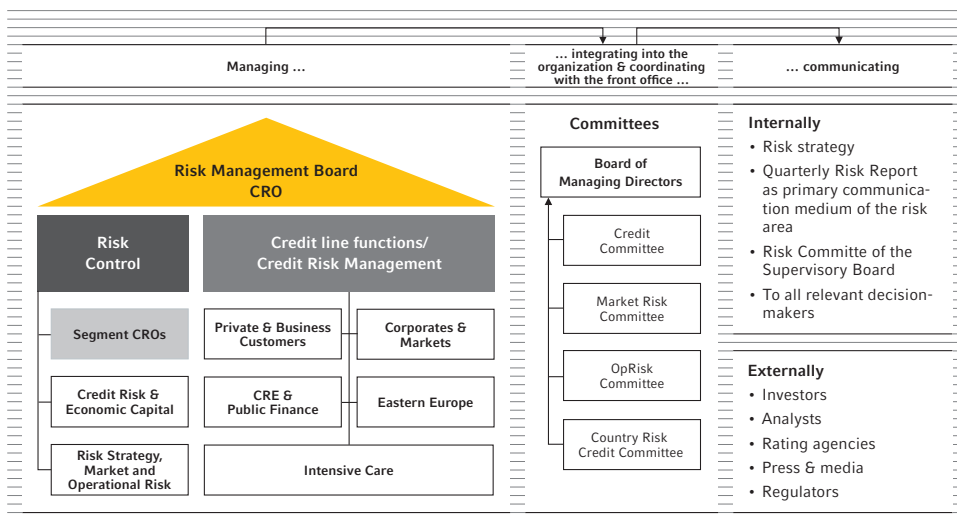 Managing ...
... integrating into the
organization & coordinating
with the front office ...
... communicating
Risk Management Board
CRO
Risk
Control
Credit line functions/
Credit Risk Management
Segment CROs
Credit Risk &
Economic Capital
Risk Strategy,
Market and
Operational Risk
Private & Business
Customers
Corporates &
Markets
CRE &
Public Finance
Eastern Europe
Intensive Care
Committees
Board of
Managing Directors
Credit
Committee
Market Risk
Committee
OpRisk
Committee
Country Risk
Credit Committee
Internally
• Risk strategy
• Quarterly Risk Report
as primary communica-
tion medium of the risk
area
• Risk Committe of the
Supervisory Board
• To all relevant decision-
makers
Externally
• Investors
• Analysts
• Rating agencies
• Press & media
• Regulators